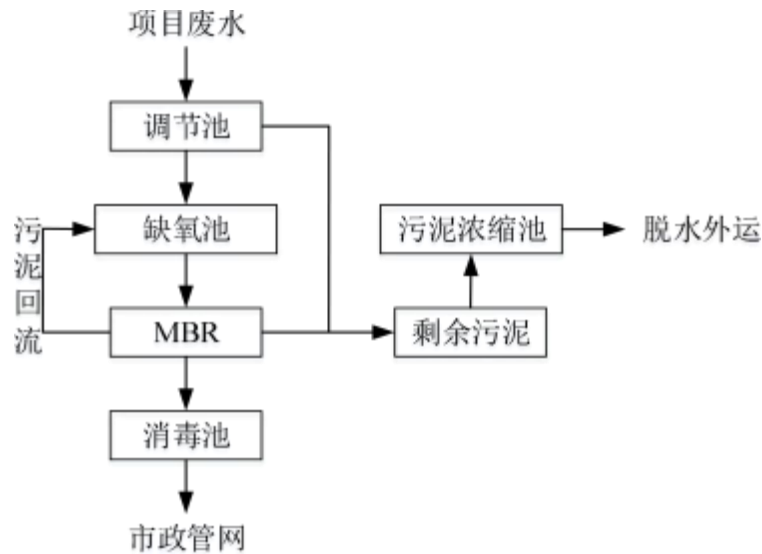 项目废水
调节池
缺氧池
污泥回流
MBR
消毒池
市政管网
污泥浓缩池
脱水外运
剩余污泥